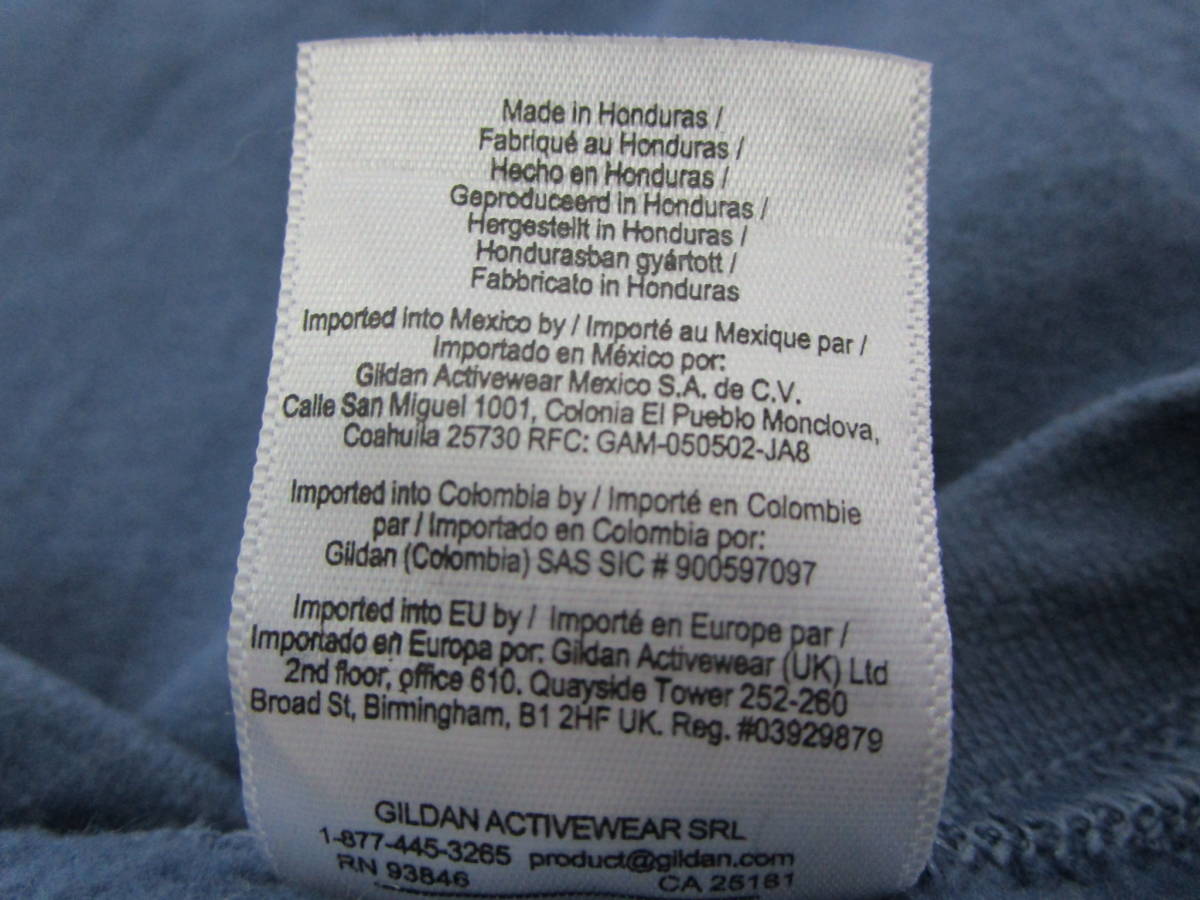 Made in Honduras /
Fabriqué au Honduras /
Hecho en Honduras /
Geproduceerd in Honduras /
Hergestellt in Honduras /
Hondurasban gyártott /
Fabbricato in Honduras
Imported into Mexico by / Importé au Mexique par /
Importado en México por:
Gildan Activewear Mexico S.A. de C.V.
Calle San Miguel 1001, Colonia El Pueblo Monclova,
Coahuila 25730 RFC: GAM-050502-JA8
Imported into Colombia by / Importé en Colombie
par / Importado en Colombia por:
Gildan (Colombia) SAS SIC # 900597097
Imported into EU by / Importé en Europe par /
Importado en Europa por: Gildan Activewear (UK) Ltd
2nd floor, office 610. Quayside Tower 252-260
Broad St, Birmingham, B1 2HF UK. Reg. #03929879
GILDAN ACTIVEWEAR SRL
1-877-445-3265 product@gildan.com
RN 93846 CA 25181